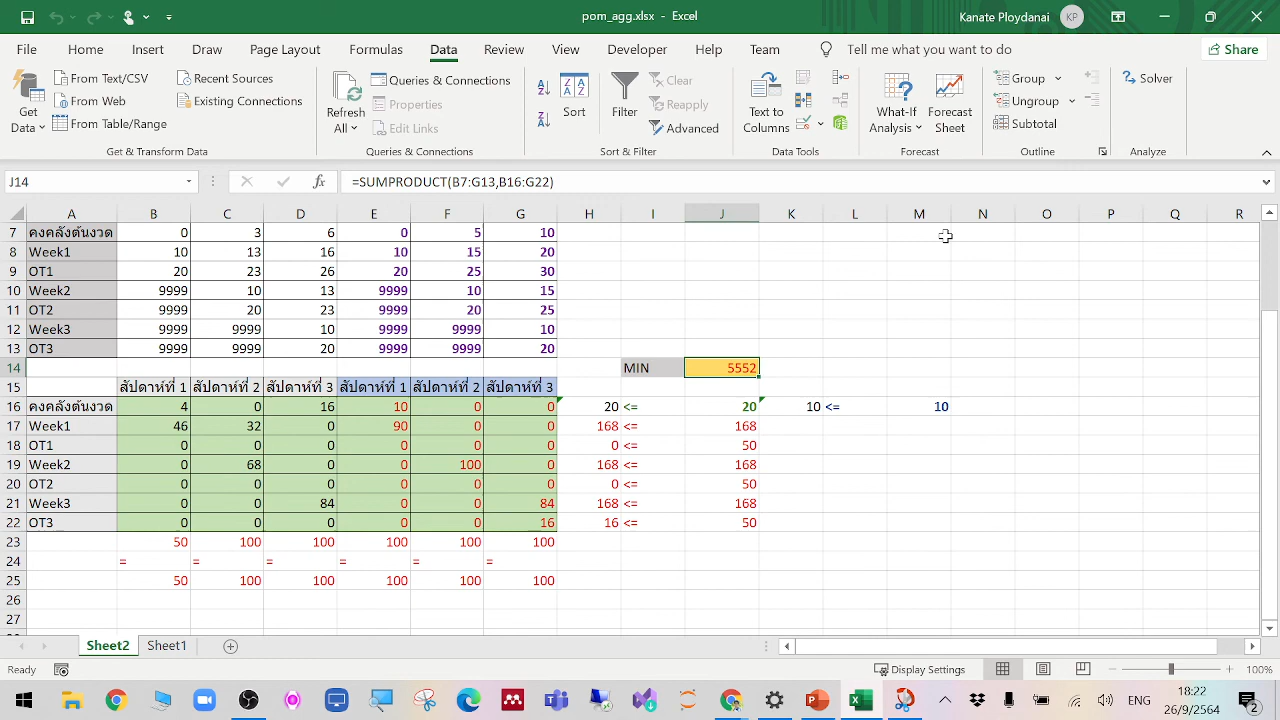 pom_agg.xlsx - Excel
Kanate Ploydanai KP
File Home Insert Draw Page Layout Formulas Data Review View Developer Help Team Tell me what you want to do Share
From Text/CSV Recent Sources Queries & Connections Clear Group Solver
Get Data From Web Existing Connections Refresh All Properties Sort Filter Reapply Text to Columns What-If Analysis Forecast Sheet Ungroup
From Table/Range Edit Links Advanced Subtotal
Get & Transform Data Queries & Connections Sort & Filter Data Tools Forecast Outline Analyze
J14 fx =SUMPRODUCT(B7:G13,B16:G22)
A B C D E F G H I J K L M N O P Q R
7 คงคลังต้นงวด 0 3 6 0 5 10
8 Week1 10 13 16 10 15 20
9 OT1 20 23 26 20 25 30
10 Week2 9999 10 13 9999 10 15
11 OT2 9999 20 23 9999 20 25
12 Week3 9999 9999 10 9999 9999 10
13 OT3 9999 9999 20 9999 9999 20
14 MIN 5552
15 สัปดาห์ที่ 1 สัปดาห์ที่ 2 สัปดาห์ที่ 3 สัปดาห์ที่ 1 สัปดาห์ที่ 2 สัปดาห์ที่ 3
16 คงคลังต้นงวด 4 0 16 10 0 0 20 <= 20 10 <= 10
17 Week1 46 32 0 90 0 0 168 <= 168
18 OT1 0 0 0 0 0 0 0 <= 50
19 Week2 0 68 0 0 100 0 168 <= 168
20 OT2 0 0 0 0 0 0 0 <= 50
21 Week3 0 0 84 0 0 84 168 <= 168
22 OT3 0 0 0 0 0 16 16 <= 50
23 50 100 100 100 100 100
24 = = = = = =
25 50 100 100 100 100 100
26
27
Sheet2 Sheet1
Ready Display Settings 100%
ENG 18:22
26/9/2564 2